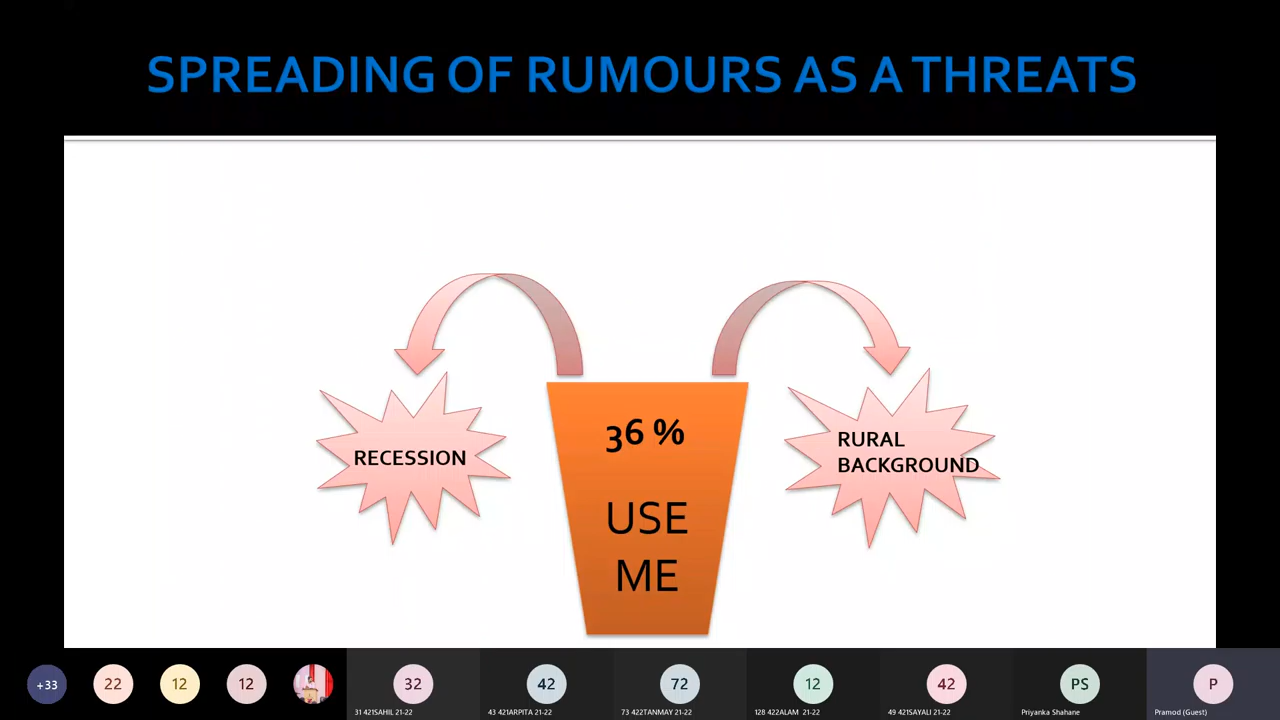 SPREADING OF RUMOURS AS A THREATS
RECESSION
36 %
USE
ME
RURAL
BACKGROUND
+33
22
12
12
32
31 421SAHIL 21-22
42
43 421ARPITA 21-22
72
73 422TANMAY 21-22
12
128 422ALAM 21-22
42
49 421SAYALI 21-22
PS
Priyanka Shahane
P
Pramod (Guest)